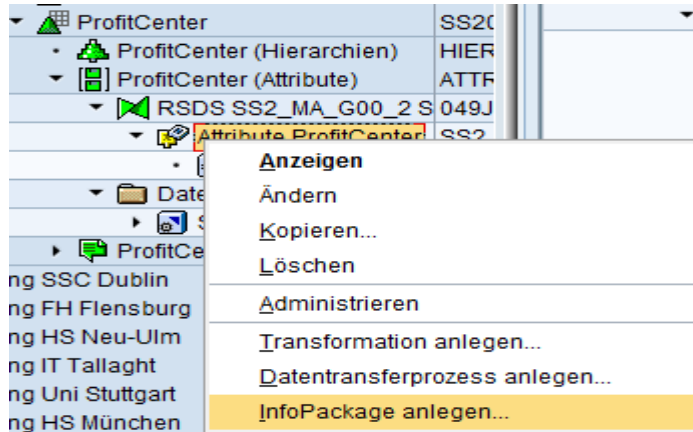 ProfitCenter SS20
ProfitCenter (Hierarchien) HIER
ProfitCenter (Attribute) ATTR
RSDS SS2_MA_G00_2 S 049J
Attribute ProfitCenter SS2
Anzeigen
Ändern
Date
Kopieren...
ProfitCe
Löschen
ng SSC Dublin
Administrieren
ng FH Flensburg
ng HS Neu-Ulm
Transformation anlegen...
ng IT Tallaght
Datentransferprozess anlegen...
ng Uni Stuttgart
InfoPackage anlegen...
ng HS München